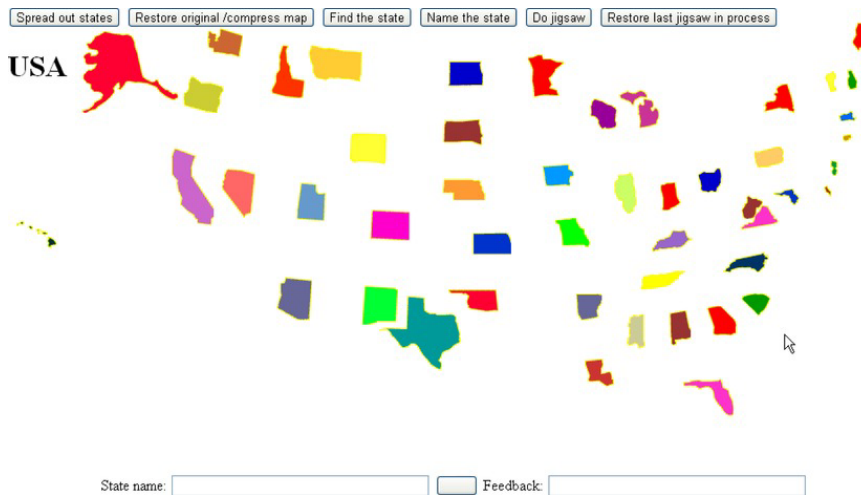 Spread out states Restore original /compress map Find the state Name the state Do jigsaw Restore last jigsaw in process
USA
State name: Feedback: